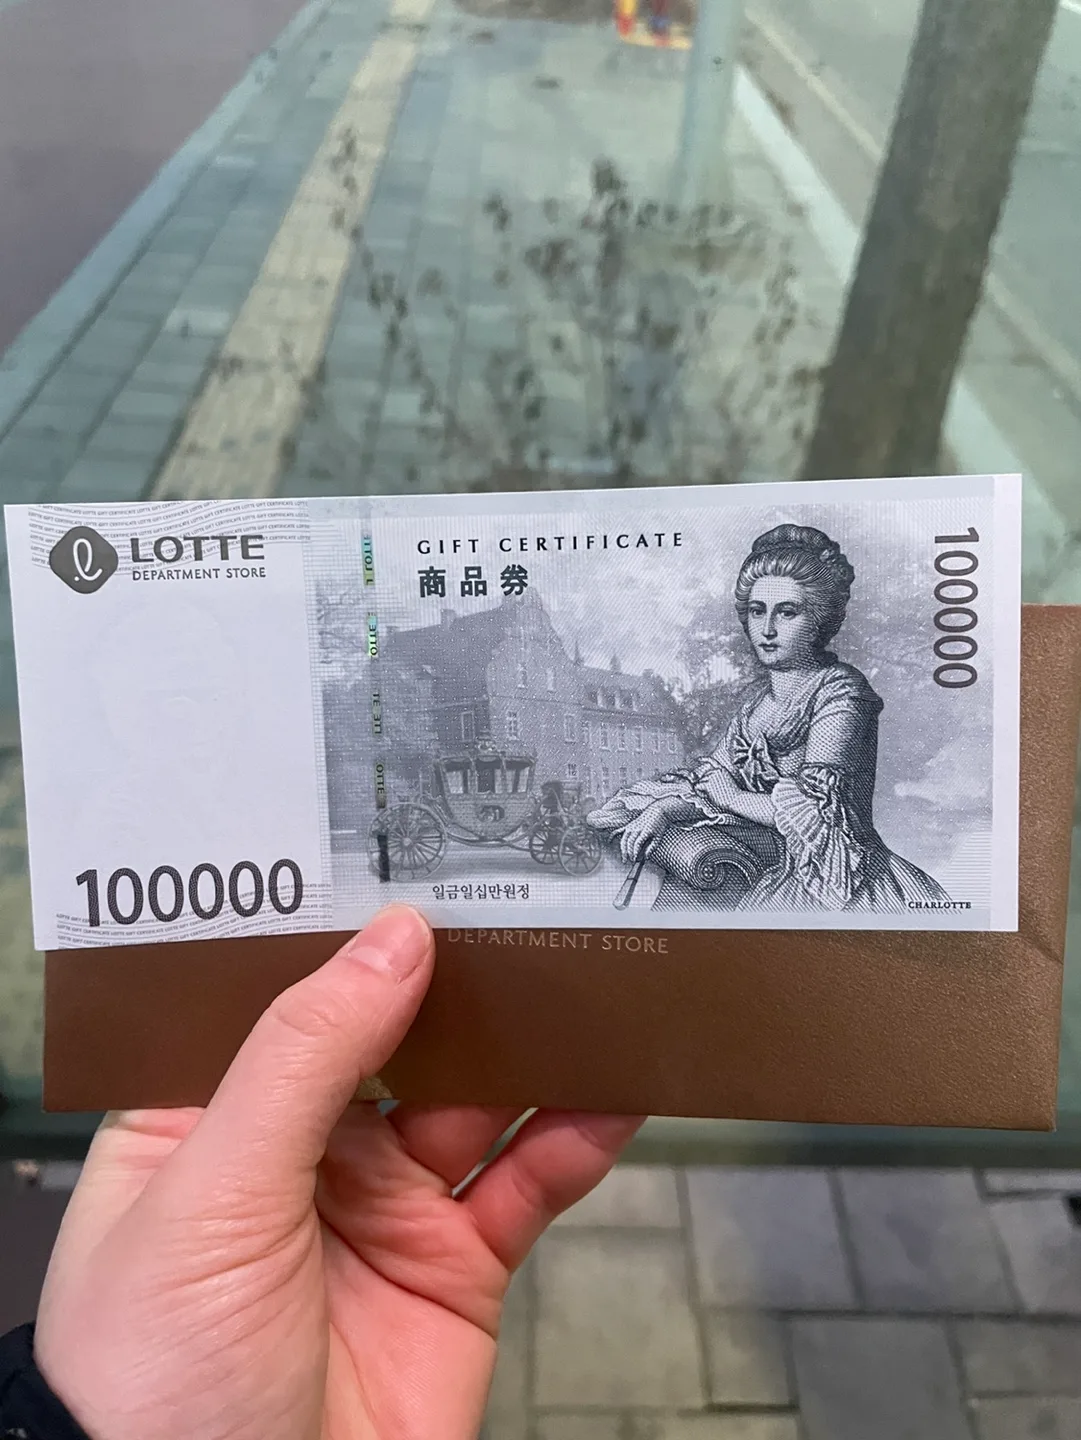 LOTTE
DEPARTMENT STORE
GIFT CERTIFICATE
商品券
100000
100000
일금일십만원정
CHARLOTTE
DEPARTMENT STORE